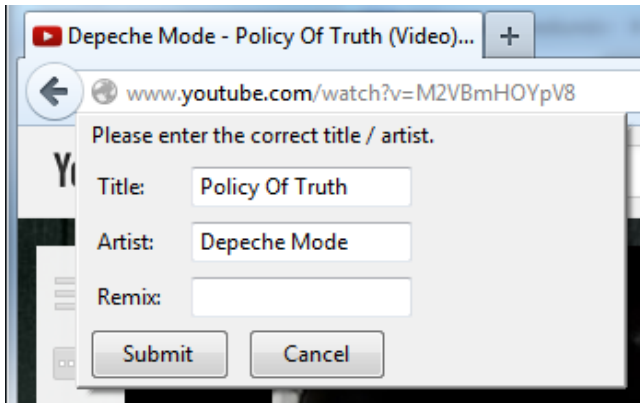 Depeche Mode - Policy Of Truth (Video)...
www.youtube.com/watch?v=M2VBmHOYpV8
Please enter the correct title / artist.
Yo
Title: Policy Of Truth
Artist: Depeche Mode
Remix:
Submit Cancel